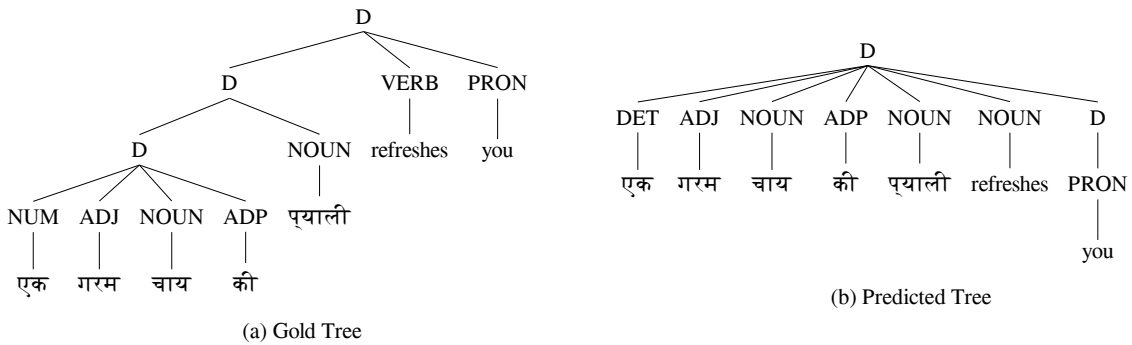 D
D VERB PRON
D NOUN refreshes you
NUM ADJ NOUN ADP प्याली
एक गरम चाय की
(a) Gold Tree
D
DET ADJ NOUN ADP NOUN NOUN D
एक गरम चाय की प्याली refreshes PRON
you
(b) Predicted Tree